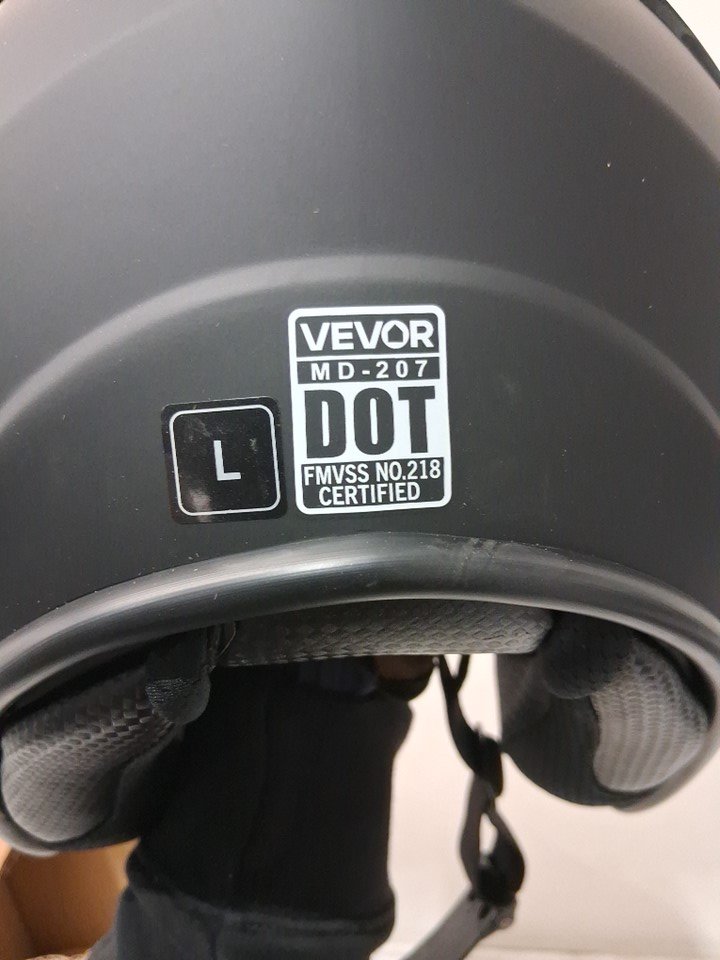 VEVOR
MD-207
DOT
FMVSS NO.218
CERTIFIED
L